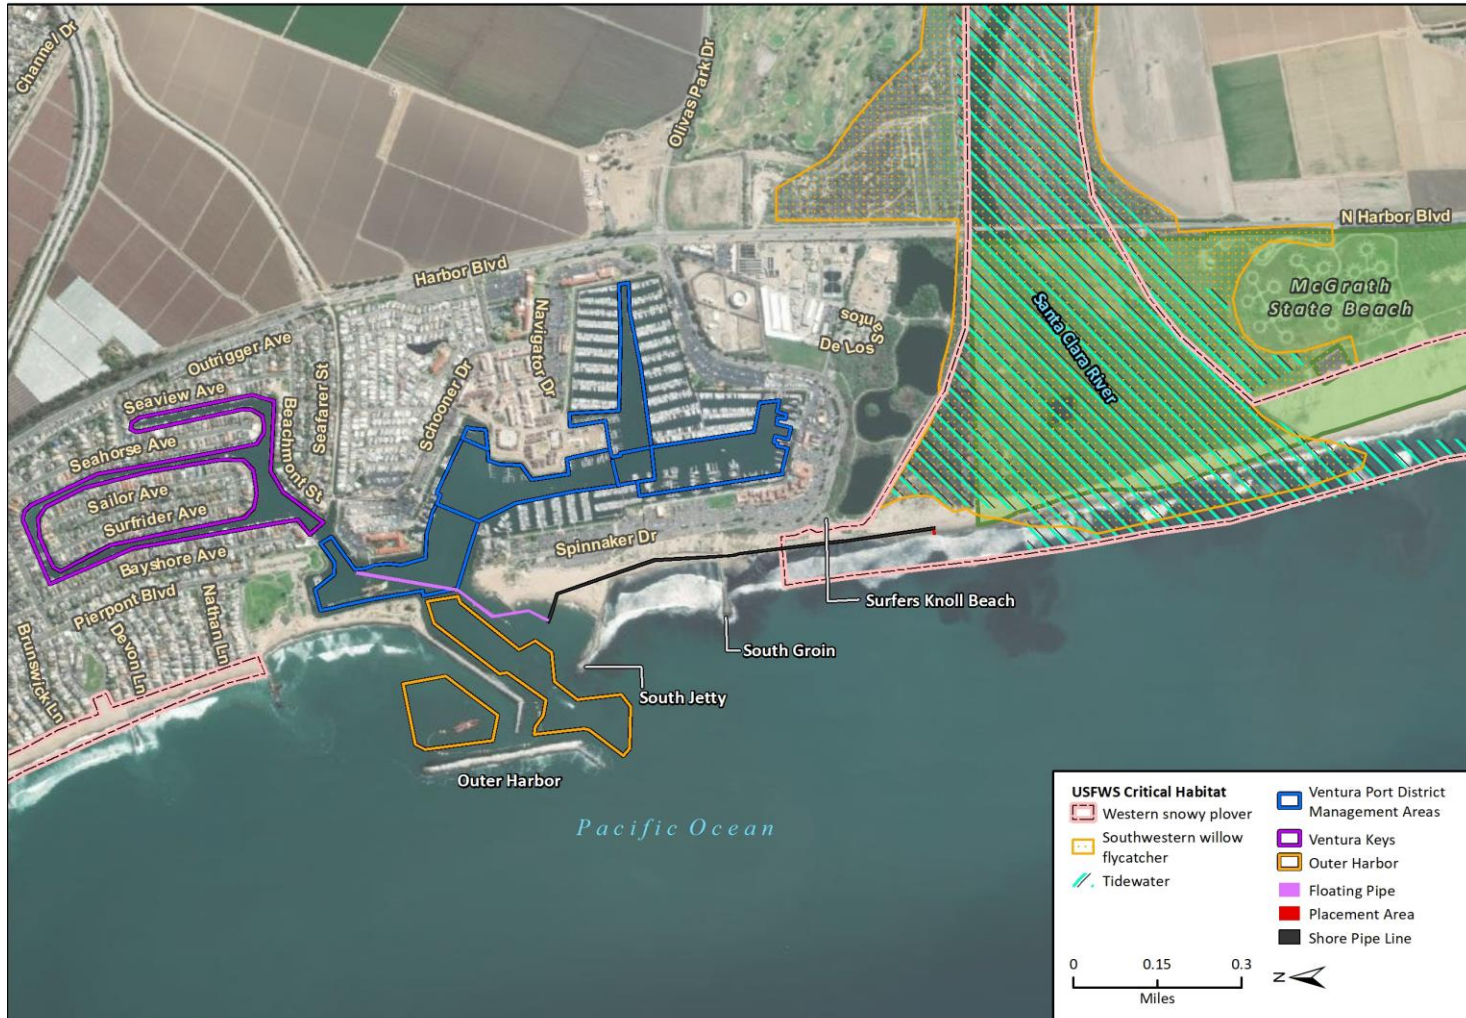 Channel Dr
Olivas Park Dr
N Harbor Blvd
McGrath
State Beach
Harbor Blvd
Navigator Dr
Santos
De Los
Santa Clara River
Outrigger Ave
Seaview Ave
Seafarer St
Schooner Dr
Beachmont St
Seahorse Ave
Sailor Ave
Surfrider Ave
Bayshore Ave
Spinnaker Dr
Pierpont Blvd
Nathan Ln
Devon Ln
Brunswick Ln
Surfers Knoll Beach
South Groin
South Jetty
Outer Harbor
Pacific Ocean
USFWS Critical Habitat
Western snowy plover
Southwestern willow
flycatcher
Tidewater
Ventura Port District
Management Areas
Ventura Keys
Outer Harbor
Floating Pipe
Placement Area
Shore Pipe Line
0 0.15 0.3
Miles
N